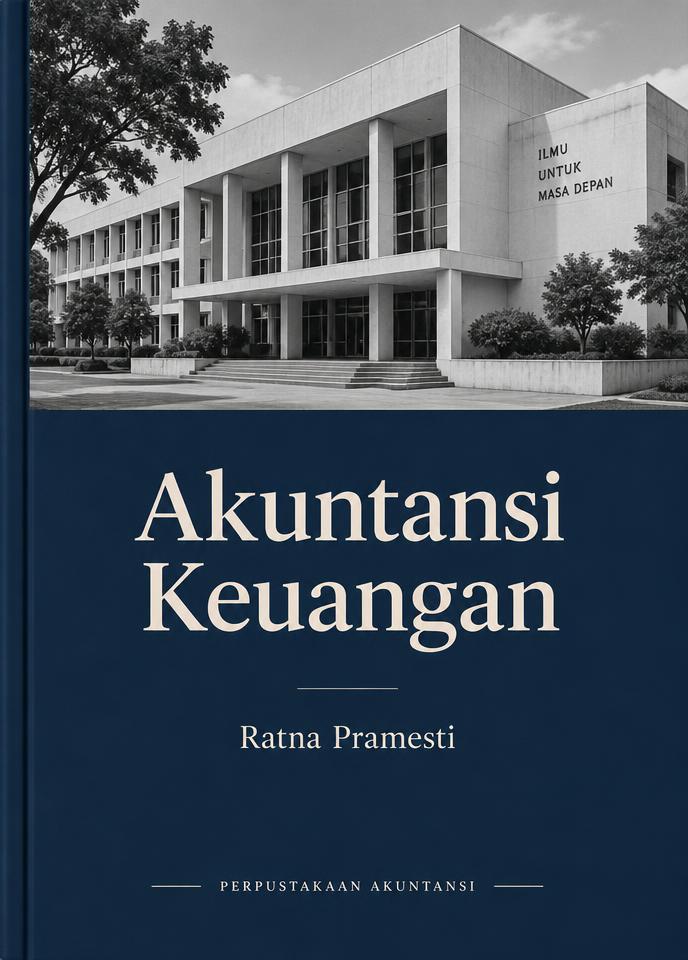 ILMU
UNTUK
MASA DEPAN
Akuntansi
Keuangan
Ratna Pramesti
PERPUSTAKAAN AKUNTANSI